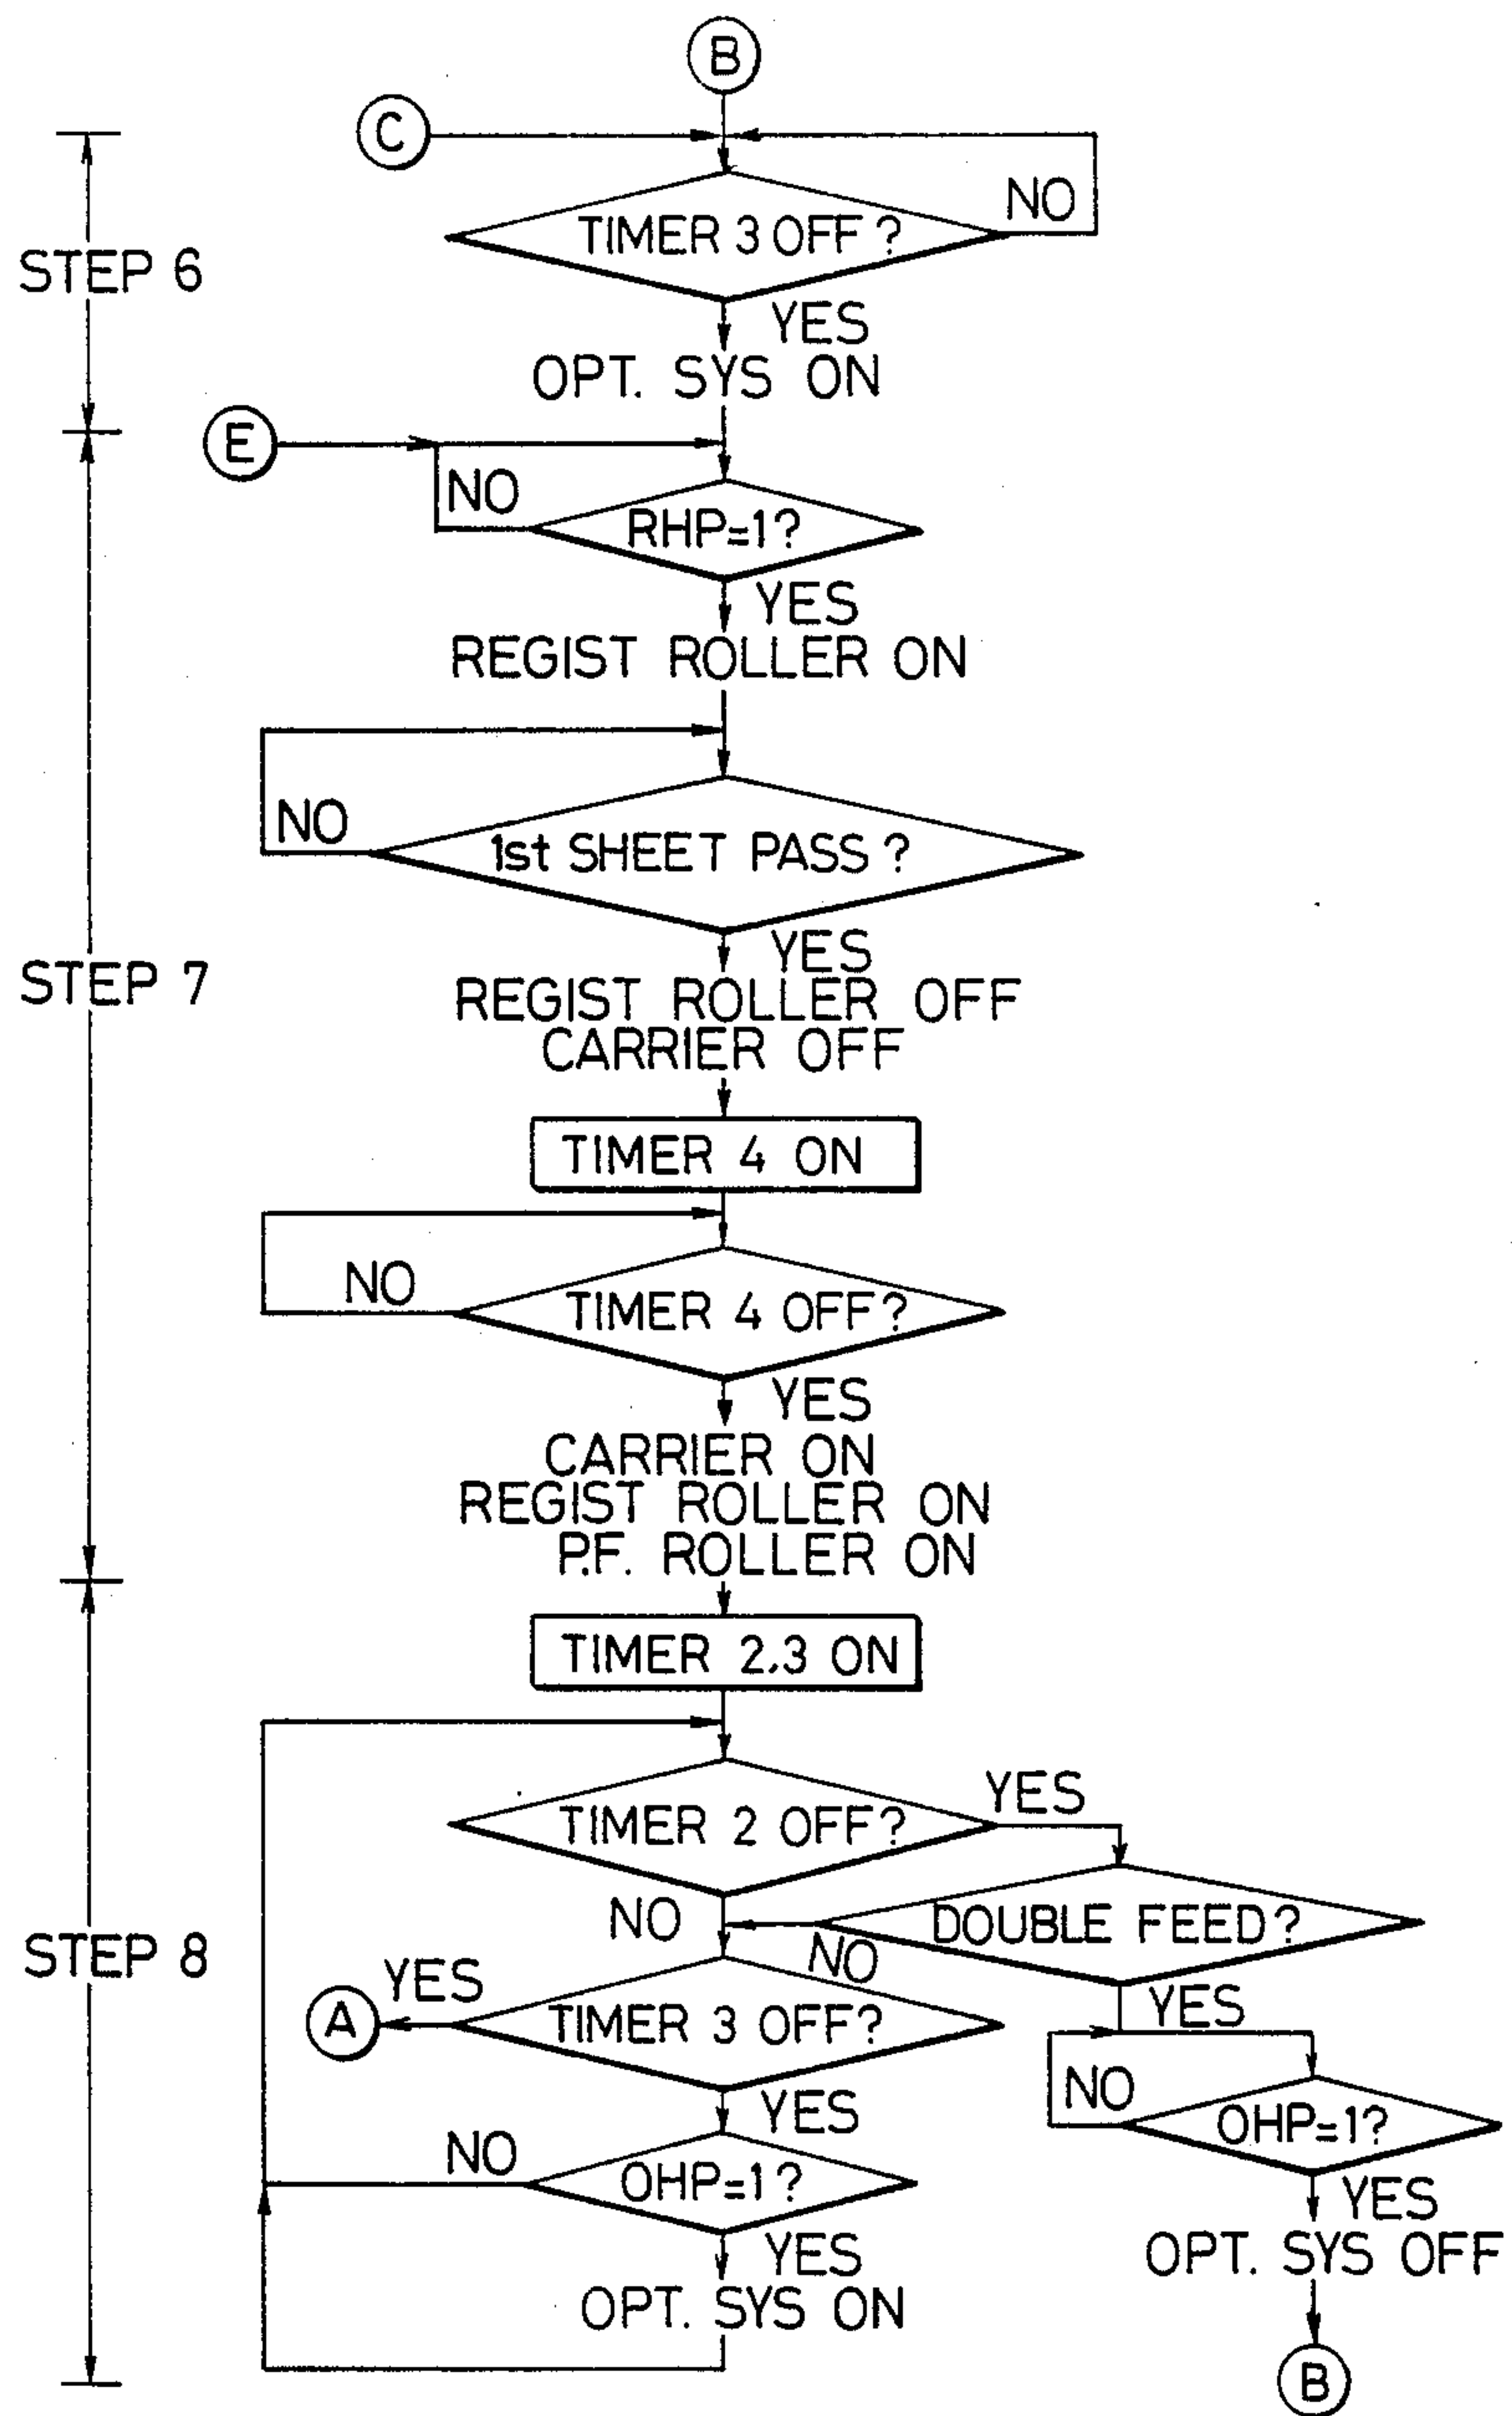 B
C
NO
TIMER 3 OFF?
STEP 6
YES
OPT. SYS ON
E
NO
RHP=1?
YES
REGIST ROLLER ON
NO
1st SHEET PASS?
YES
STEP 7
REGIST ROLLER OFF
CARRIER OFF
TIMER 4 ON
NO
TIMER 4 OFF?
YES
CARRIER ON
REGIST ROLLER ON
P.F. ROLLER ON
TIMER 2,3 ON
YES
TIMER 2 OFF?
NO
DOUBLE FEED?
STEP 8
NO
YES
A
TIMER 3 OFF?
YES
NO
YES
OHP=1?
NO
OHP=1?
YES
YES
OPT. SYS OFF
OPT. SYS ON
B